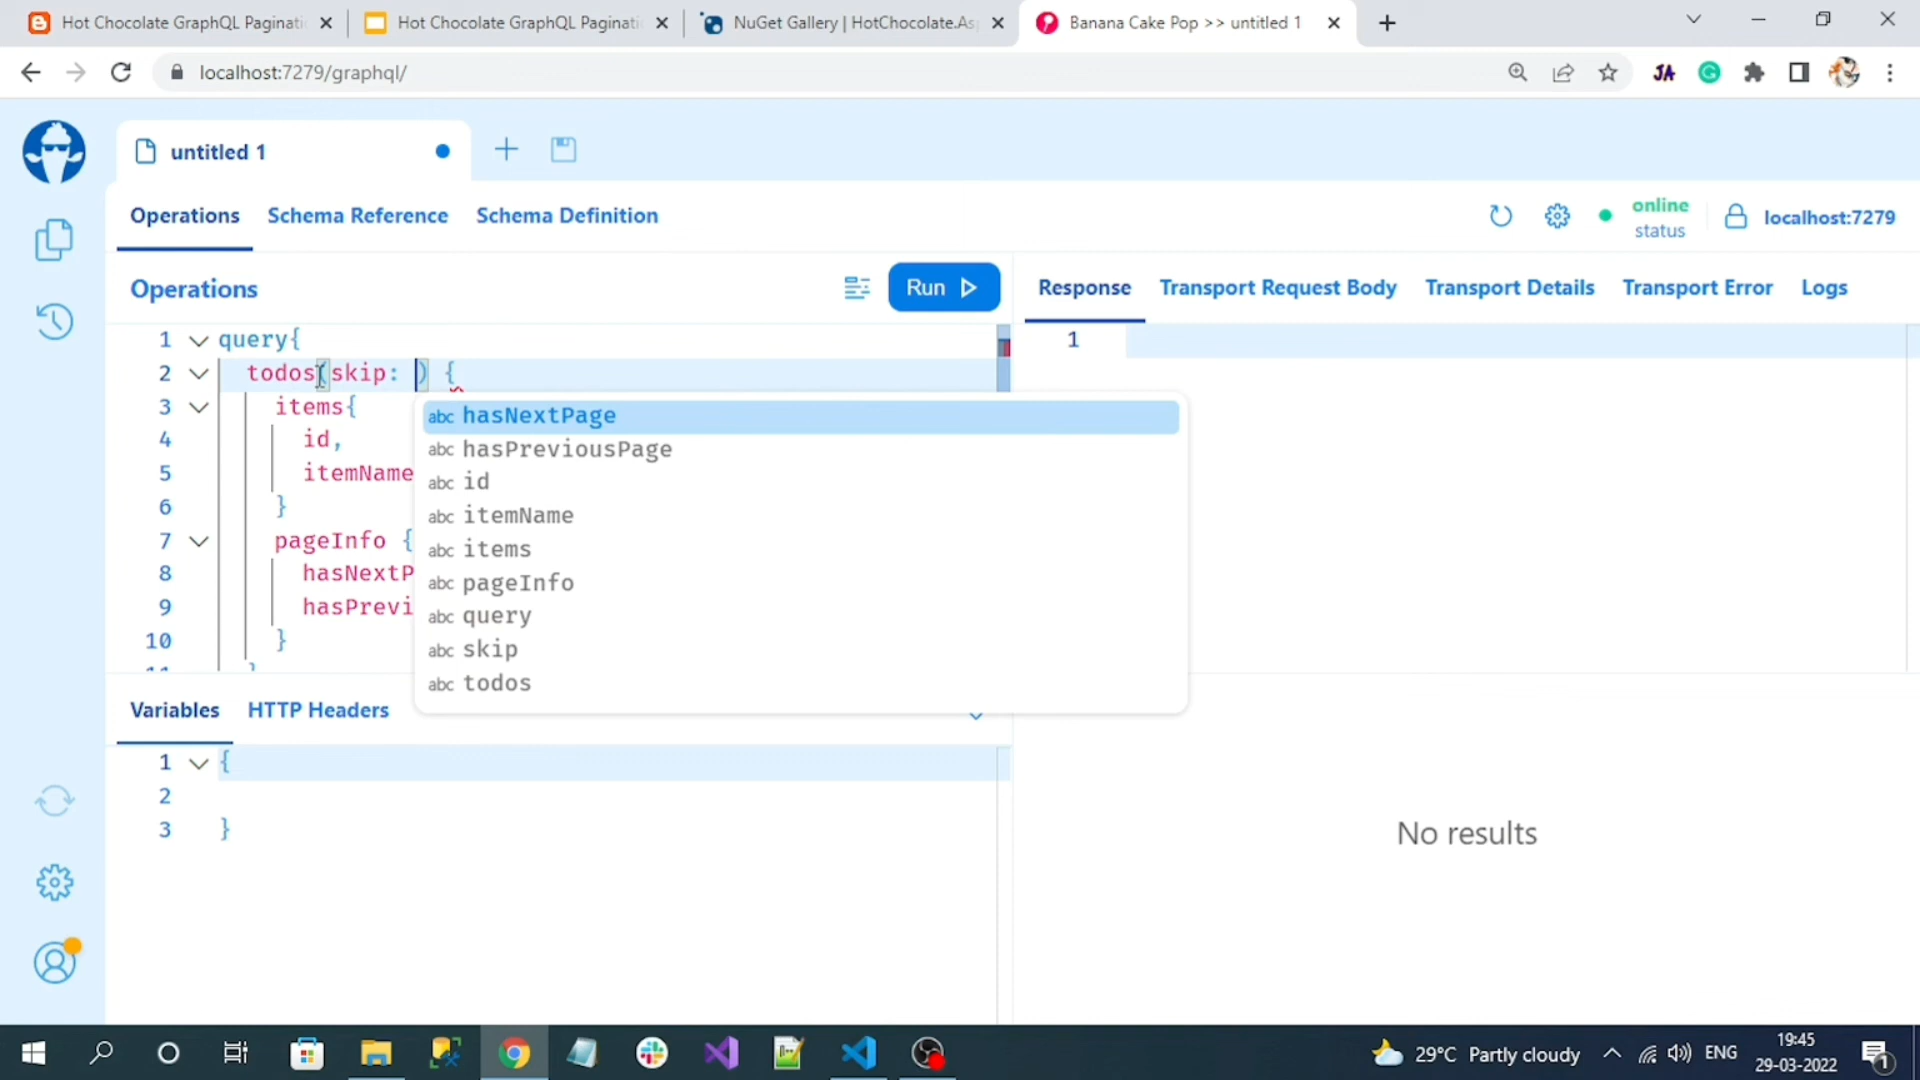 Hot Chocolate GraphQL Paginati
Hot Chocolate GraphQL Paginati
NuGet Gallery | HotChocolate.As
Banana Cake Pop >> untitled 1
localhost:7279/graphql/
JA
untitled 1
Operations
Schema Reference
Schema Definition
online
status
localhost:7279
Operations
Run
Response
Transport Request Body
Transport Details
Transport Error
Logs
1 query{
2 todos(skip: ) {
3 items{
4 id,
5 itemName
6 }
7 pageInfo {
8 hasNextP
9 hasPrevi
10 }
11 }
abc hasNextPage
abc hasPreviousPage
abc id
abc itemName
abc items
abc pageInfo
abc query
abc skip
abc todos
1
Variables
HTTP Headers
1 {
2
3 }
No results
29°C Partly cloudy
ENG
19:45
29-03-2022
1